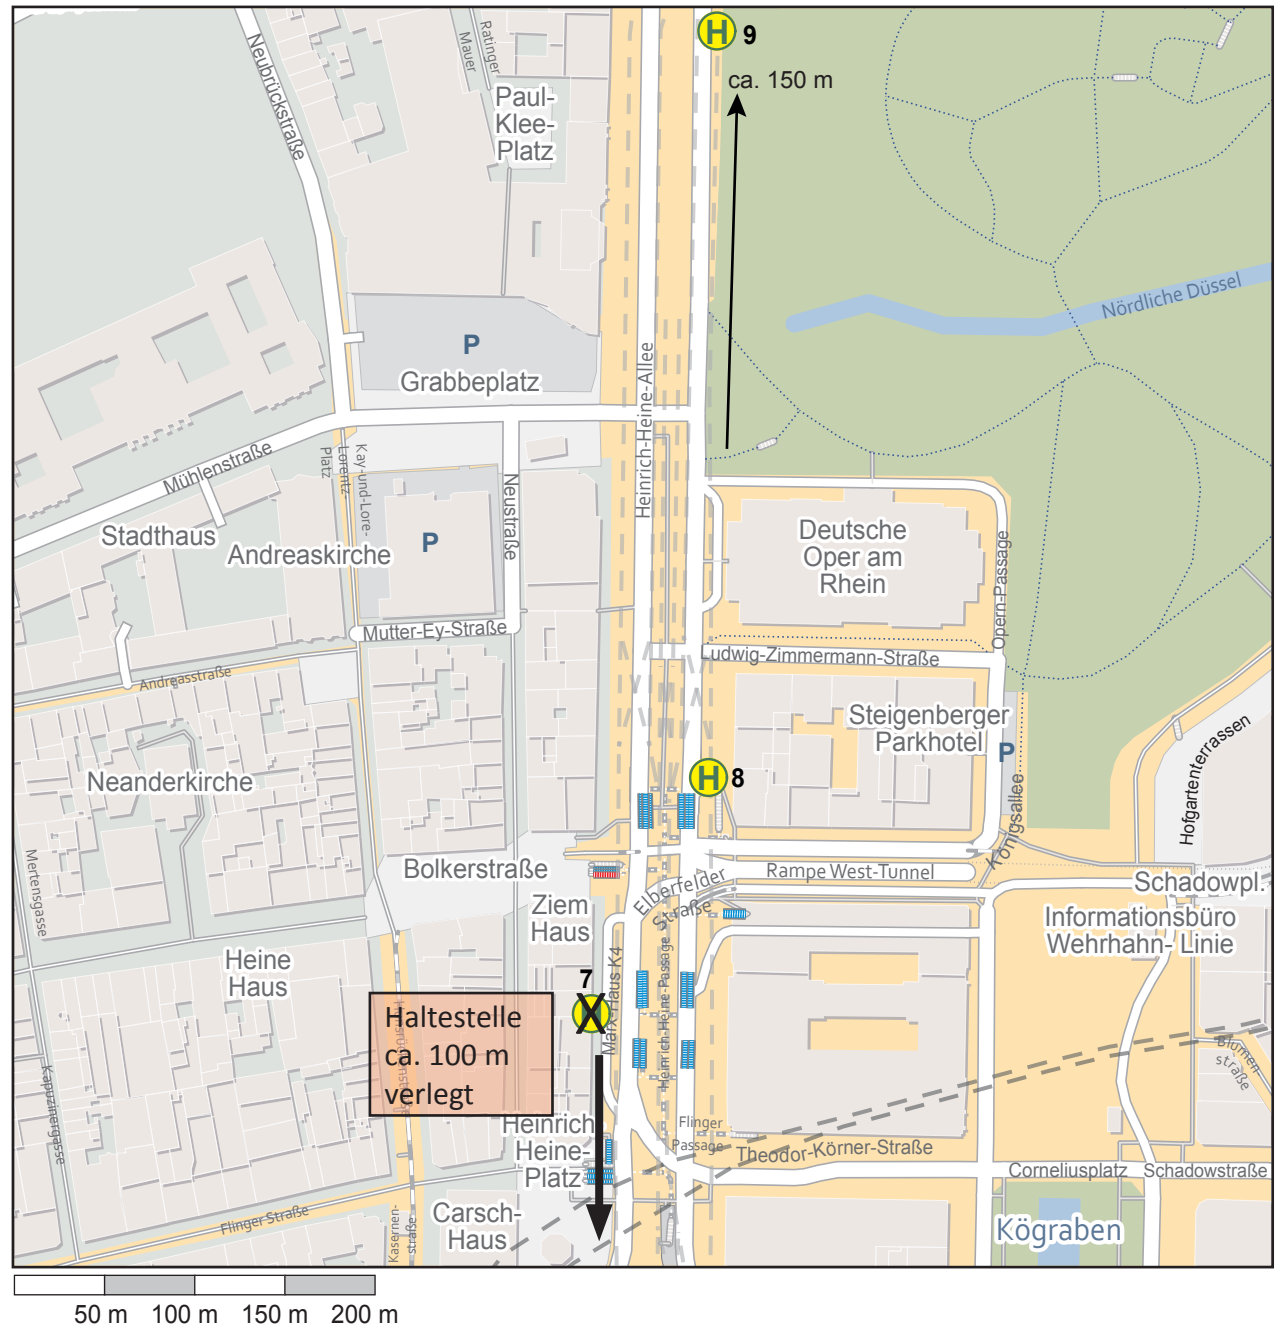 Neubrückstraße
Ratinger
Mauer
H 9
ca. 150 m
Paul-
Klee-
Platz
Nördliche Düssel
P
Grabbeplatz
Heinrich-Heine-Allee
Mühlenstraße
Kay-und-Lore-
Lorentz-
Platz
Neustraße
Stadthaus
Andreaskirche
P
Deutsche
Oper am
Rhein
Opern-Passage
Mutter-Ey-Straße
Ludwig-Zimmermann-Straße
Andreasstraße
Steigenberger
Parkhotel
P
Hofgartenterrassen
Neanderkirche
H 8
Königsallee
Mertensgasse
Bolkerstraße
Rampe West-Tunnel
Elberfelder
Straße
Schadowpl.
Ziem
Haus
Informationsbüro
Wehrhahn- Linie
Heine
Haus
7
X
Marx-Haus K4
Heinrich-Heine-Passage
Haltestelle
ca. 100 m
verlegt
Blumen-
straße
Kapuzinergasse
Heinrich
Heine-
Platz
Flinger
Passage
Theodor-Körner-Straße
Corneliusplatz
Schadowstraße
Flinger Straße
Kasernen-
straße
Carsch-
Haus
Kögraben
50 m 100 m 150 m 200 m